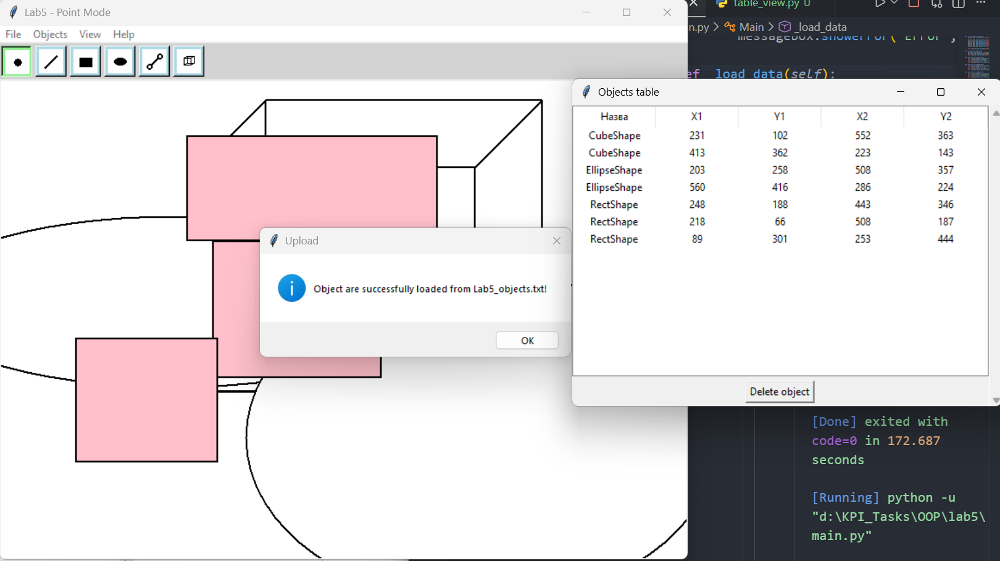 Lab5 - Point Mode
File Objects View Help
table_view.py U
n.py > Main > _load_data
messagebox.showerror("Error",
ef _load_data(self):
Objects table
Назва X1 Y1 X2 Y2
CubeShape 231 102 552 363
CubeShape 413 362 223 143
EllipseShape 203 258 508 357
EllipseShape 560 416 286 224
RectShape 248 188 443 346
RectShape 218 66 508 187
RectShape 89 301 253 444
Delete object
Upload
Object are successfully loaded from Lab5_objects.txt!
OK
[Done] exited with
code=0 in 172.687
seconds
[Running] python -u
"d:\KPI_Tasks\OOP\lab5\
main.py"